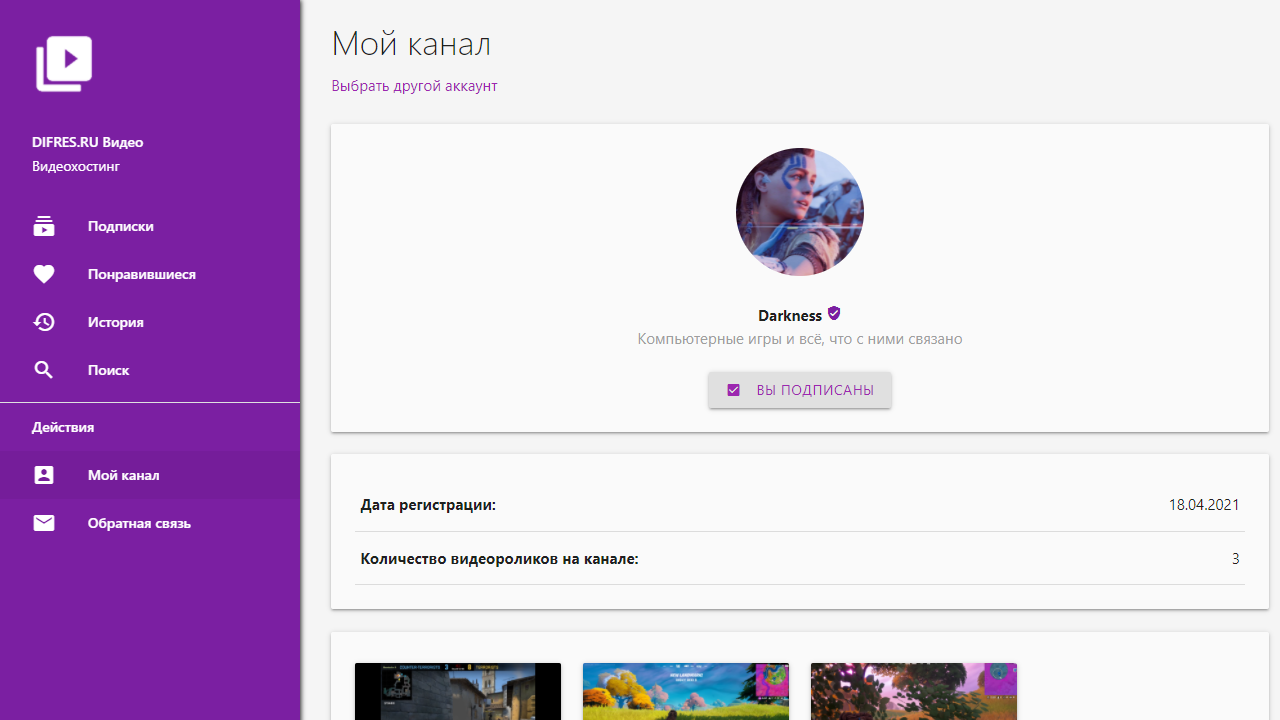 DIFRES.RU Видео
Видеохостинг
Подписки
Понравившиеся
История
Поиск
Действия
Мой канал
Обратная связь
Мой канал
Выбрать другой аккаунт
Darkness
Компьютерные игры и всё, что с ними связано
ВЫ ПОДПИСАНЫ
Дата регистрации: 18.04.2021
Количество видеороликов на канале: 3